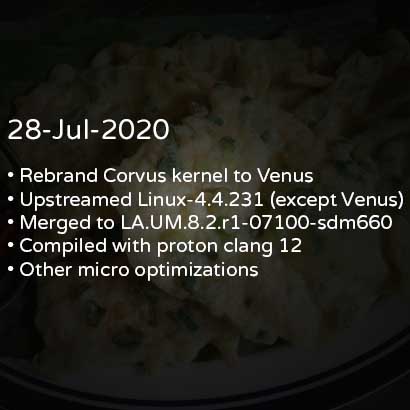 28-Jul-2020
• Rebrand Corvus kernel to Venus
• Upstreamed Linux-4.4.231 (except Venus)
• Merged to LA.UM.8.2.r1-07100-sdm660
• Compiled with proton clang 12
• Other micro optimizations